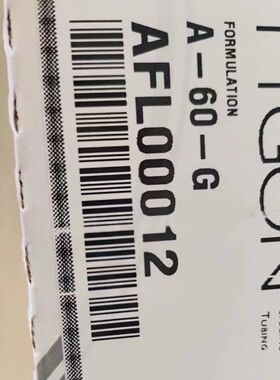 FORMULATION
A-60-G
AFL00012
TUBING